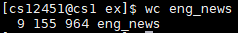 [cs12451@cs1 ex]$ wc eng_news
9 155 964 eng_news